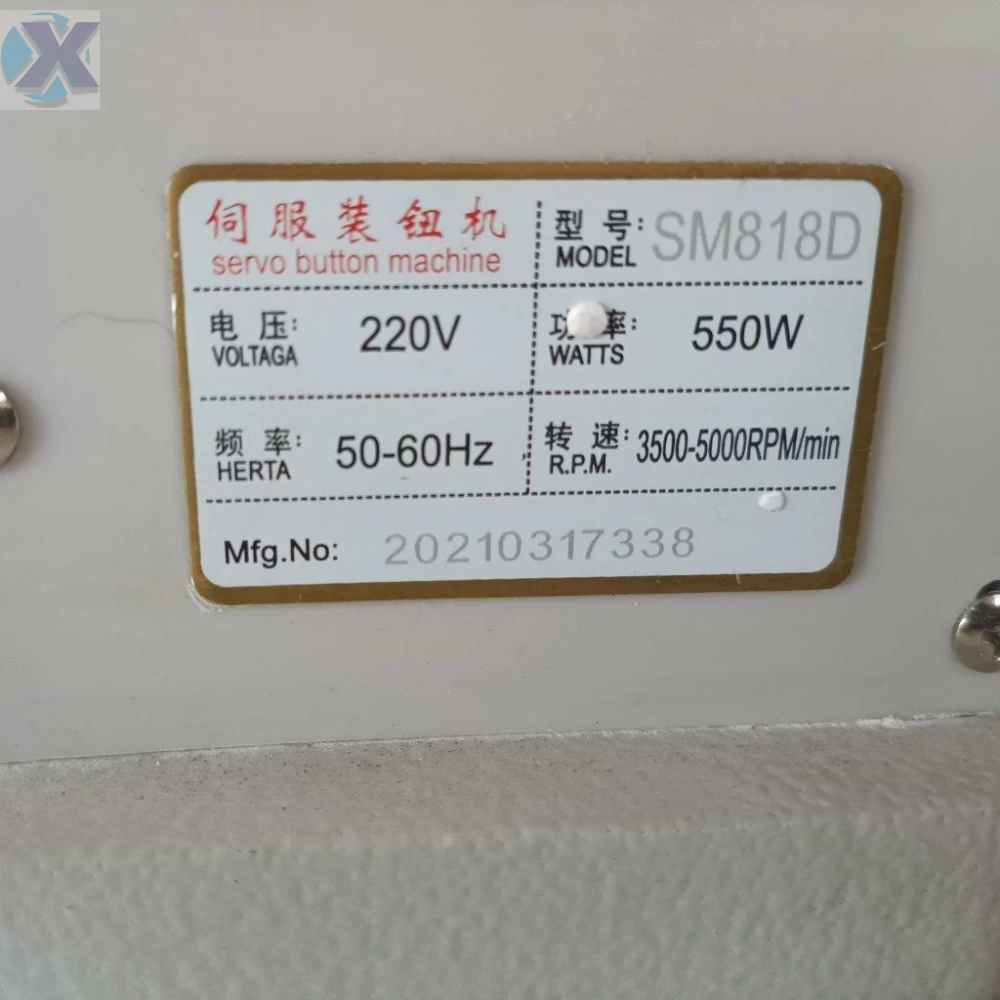 伺服装钮机
servo button machine
型号: SM818D
MODEL
电压: 220V
VOLTAGA
率: 550W
WATTS
频率: 50-60Hz
HERTA
转速: 3500-5000RPM/min
R.P.M.
Mfg.No: 20210317338
X